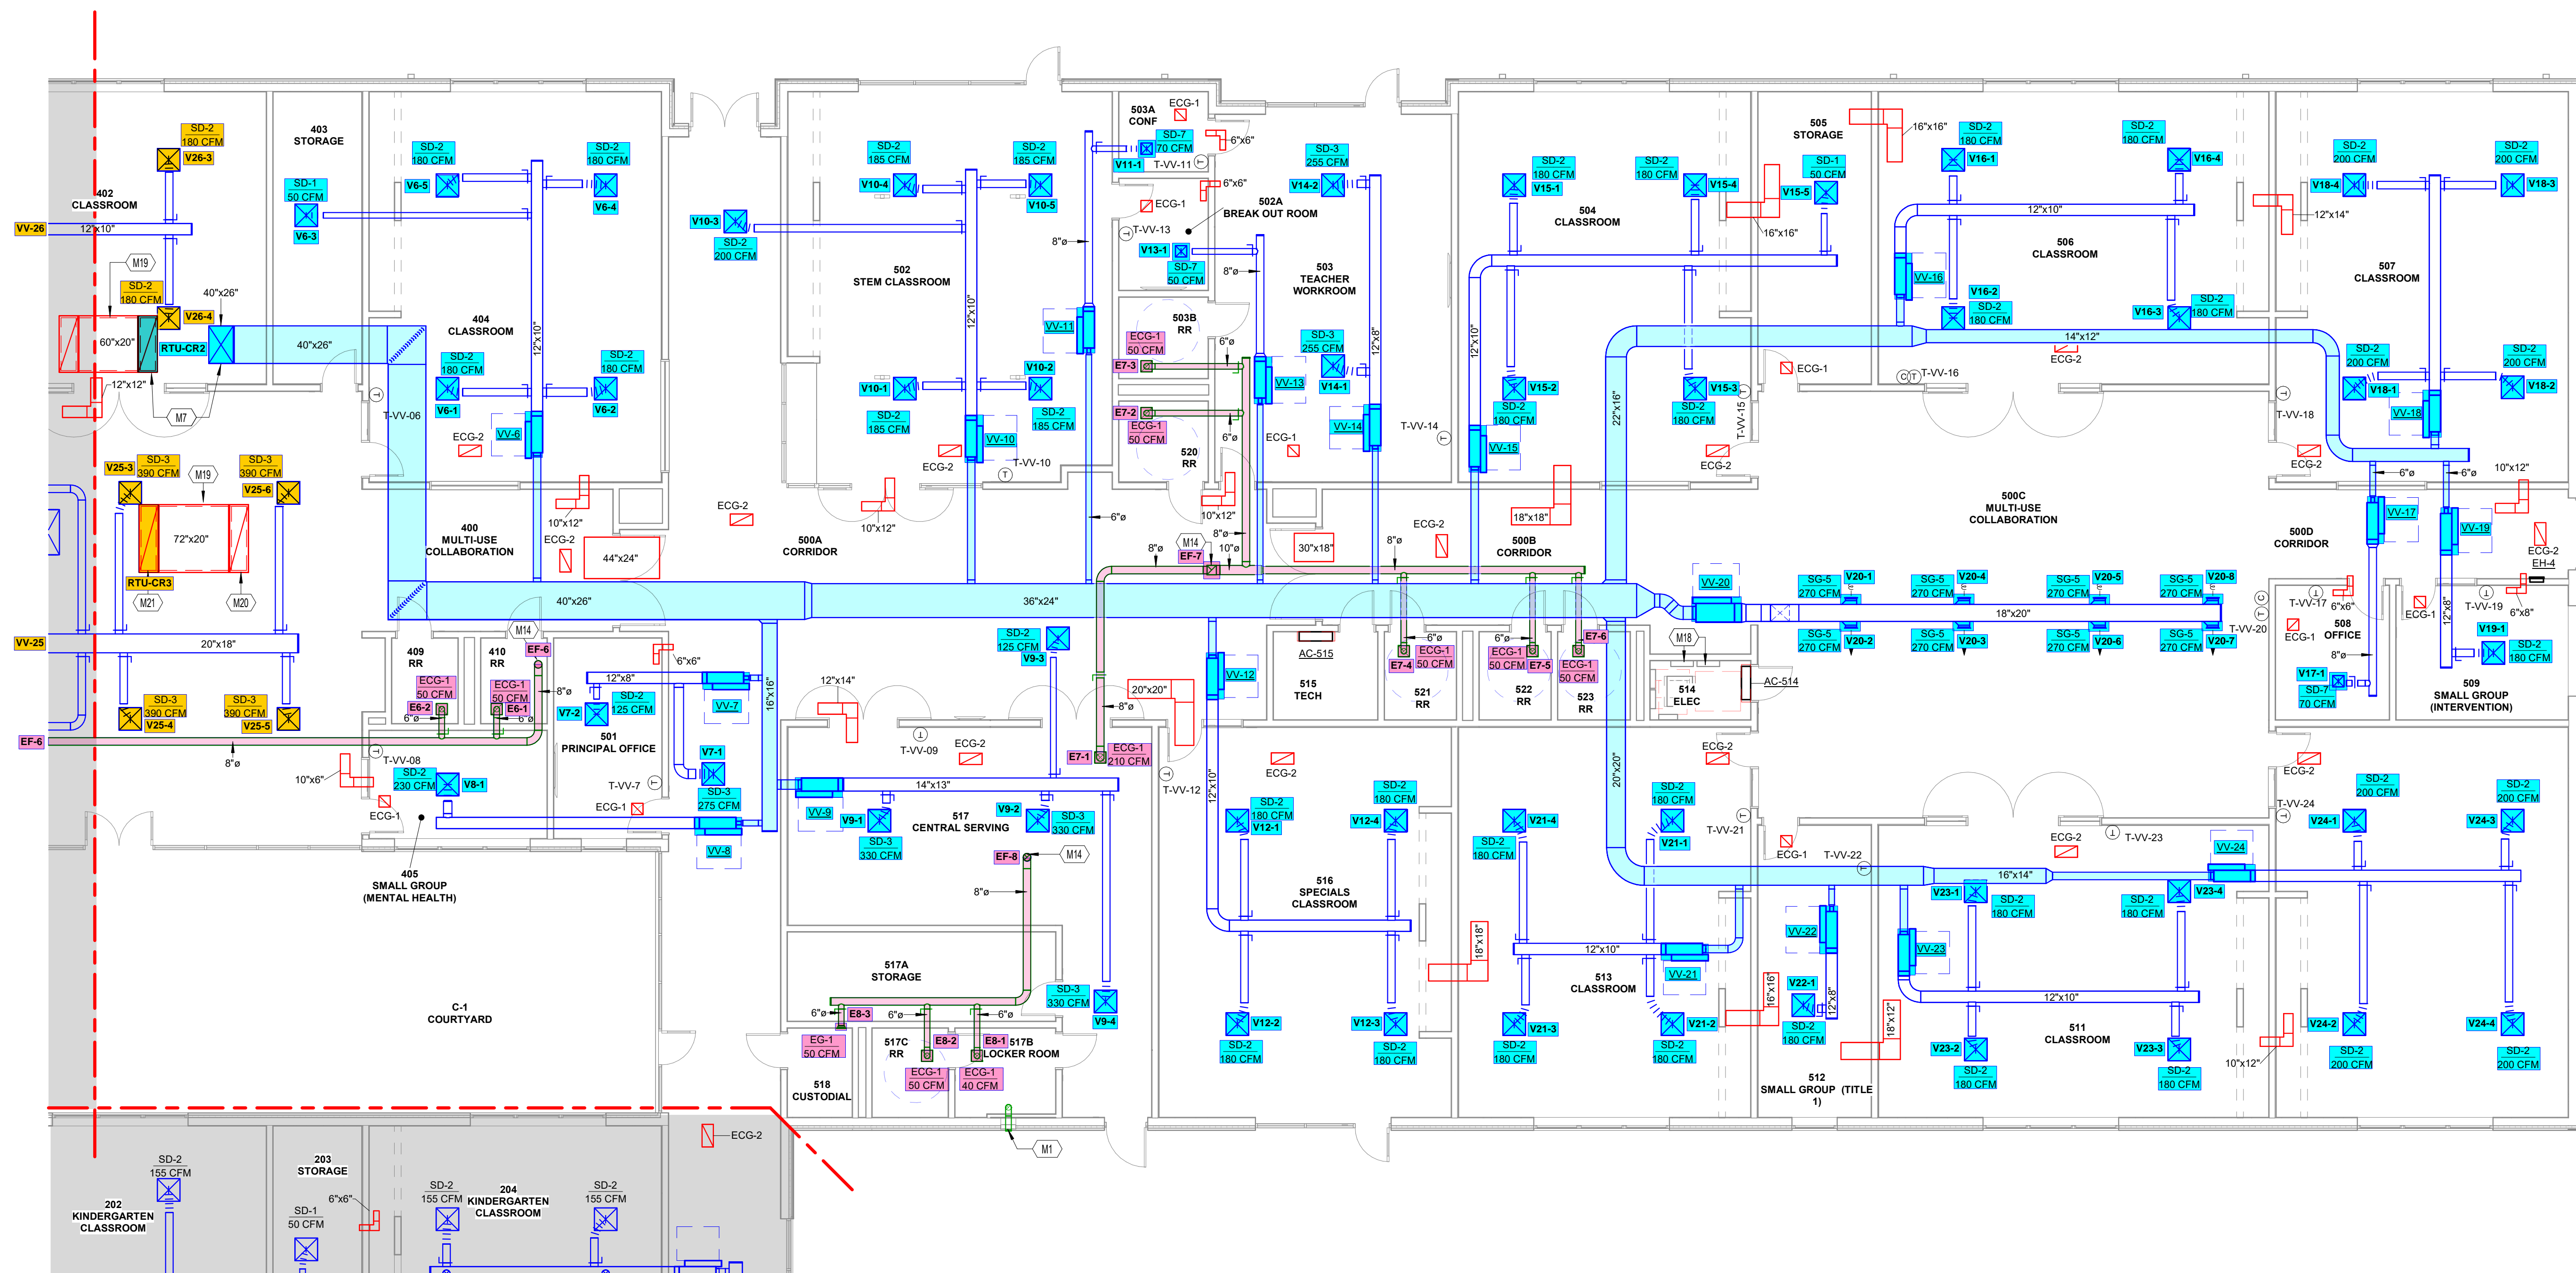 402
CLASSROOM
SD-2
180 CFM
V26-3
VV-26
12"x10"
M19
SD-2
180 CFM
V26-4
60"x20"
40"x26"
RTU-CR2
40"x26"
12"x12"
M7
403
STORAGE
SD-1
50 CFM
V6-3
SD-2
180 CFM
V6-5
SD-2
180 CFM
V6-4
404
CLASSROOM
12"x10"
SD-2
180 CFM
V6-1
SD-2
180 CFM
V6-2
T-VV-06
ECG-2
VV-6
V25-3
SD-3
390 CFM
M19
SD-3
390 CFM
V25-6
72"x20"
RTU-CR3
M21
M20
VV-25
20"x18"
SD-3
390 CFM
V25-4
SD-3
390 CFM
V25-5
EF-6
8"ø
400
MULTI-USE
COLLABORATION
ECG-2
10"x12"
44"x24"
40"x26"
V10-3
SD-2
200 CFM
ECG-2
500A
CORRIDOR
SD-2
185 CFM
V10-4
SD-2
185 CFM
V10-5
502
STEM CLASSROOM
12"x10"
V10-1
SD-2
185 CFM
V10-2
SD-2
185 CFM
ECG-2
VV-10
T-VV-10
10"x12"
8"ø
VV-11
6"ø
503A
CONF
ECG-1
SD-7
70 CFM
V11-1
T-VV-11
6"x6"
6"x6"
ECG-1
502A
BREAK OUT ROOM
T-VV-13
V13-1
SD-7
50 CFM
8"ø
503B
RR
ECG-1
50 CFM
E7-3
6"ø
VV-13
E7-2
ECG-1
50 CFM
6"ø
520
RR
10"x12"
ECG-1
8"ø
M14
EF-7
8"ø
10"ø
SD-3
255 CFM
V14-2
503
TEACHER
WORKROOM
SD-3
255 CFM
V14-1
12"x8"
VV-14
T-VV-14
30"x18"
8"ø
ECG-2
18"x18"
500B
CORRIDOR
36"x24"
504
CLASSROOM
SD-2
180 CFM
V15-1
SD-2
180 CFM
V15-4
12"x10"
V15-2
SD-2
180 CFM
V15-3
SD-2
180 CFM
VV-15
T-VV-15
ECG-2
22"x16"
505
STORAGE
SD-1
50 CFM
V15-5
16"x16"
16"x16"
ECG-1
SD-2
180 CFM
V16-1
SD-2
180 CFM
V16-4
12"x10"
506
CLASSROOM
VV-16
V16-2
SD-2
180 CFM
V16-3
SD-2
180 CFM
14"x12"
ECG-2
T
C
T-VV-16
12"x14"
SD-2
200 CFM
V18-4
SD-2
200 CFM
V18-3
507
CLASSROOM
SD-2
200 CFM
V18-1
SD-2
200 CFM
V18-2
VV-18
T-VV-18
ECG-2
6"ø
6"ø
10"x12"
500C
MULTI-USE
COLLABORATION
500D
CORRIDOR
VV-17
VV-19
ECG-2
EH-4
VV-20
SG-5
270 CFM
V20-1
SG-5
270 CFM
V20-4
SG-5
270 CFM
V20-5
SG-5
270 CFM
V20-8
18"x20"
SG-5
270 CFM
V20-2
SG-5
270 CFM
V20-3
SG-5
270 CFM
V20-6
SG-5
270 CFM
V20-7
T-VV-20
T-VV-17
6"x6"
ECG-1
508
OFFICE
8"ø
V17-1
SD-7
70 CFM
ECG-1
12"x8"
T-VV-19
6"x8"
V19-1
SD-2
180 CFM
509
SMALL GROUP
(INTERVENTION)
409
RR
ECG-1
50 CFM
E6-2
6"ø
410
RR
M14
EF-6
ECG-1
50 CFM
E6-1
6"ø
8"ø
6"x6"
12"x8"
VV-7
V7-2
SD-2
125 CFM
501
PRINCIPAL OFFICE
V7-1
SD-3
275 CFM
T-VV-7
ECG-1
16"x16"
VV-8
T-VV-08
10"x6"
SD-2
230 CFM
V8-1
ECG-1
405
SMALL GROUP
(MENTAL HEALTH)
C-1
COURTYARD
12"x14"
T-VV-09
ECG-2
SD-2
125 CFM
V9-3
14"x13"
VV-9
V9-1
SD-3
330 CFM
517
CENTRAL SERVING
V9-2
SD-3
330 CFM
EF-8
M14
8"ø
E7-1
ECG-1
210 CFM
8"ø
20"x20"
SD-3
330 CFM
V9-4
517A
STORAGE
6"ø
E8-3
6"ø
6"ø
EG-1
50 CFM
517C
RR
E8-2
ECG-1
50 CFM
E8-1
ECG-1
40 CFM
517B
LOCKER ROOM
518
CUSTODIAL
M1
VV-12
T-VV-12
12"x10"
ECG-2
SD-2
180 CFM
V12-1
SD-2
180 CFM
V12-4
516
SPECIALS
CLASSROOM
V12-2
SD-2
180 CFM
V12-3
SD-2
180 CFM
18"x18"
AC-515
515
TECH
6"ø
E7-4
ECG-1
50 CFM
521
RR
6"ø
ECG-1
50 CFM
E7-5
522
RR
E7-6
ECG-1
50 CFM
523
RR
M18
514
ELEC
AC-514
20"x20"
ECG-2
V21-4
SD-2
180 CFM
SD-2
180 CFM
V21-1
T-VV-21
12"x10"
VV-21
513
CLASSROOM
V21-3
SD-2
180 CFM
V21-2
SD-2
180 CFM
ECG-1
T-VV-22
VV-22
V22-1
SD-2
180 CFM
12"x8"
16"x16"
512
SMALL GROUP (TITLE
1)
18"x12"
ECG-2
T-VV-23
VV-24
16"x14"
V23-1
SD-2
180 CFM
V23-4
SD-2
180 CFM
VV-23
12"x10"
511
CLASSROOM
V23-2
SD-2
180 CFM
V23-3
SD-2
180 CFM
ECG-2
T-VV-24
SD-2
200 CFM
V24-1
SD-2
200 CFM
V24-3
V24-2
SD-2
200 CFM
V24-4
SD-2
200 CFM
10"x12"
ECG-2
SD-2
155 CFM
202
KINDERGARTEN
CLASSROOM
203
STORAGE
SD-1
50 CFM
6"x6"
SD-2
155 CFM
204
KINDERGARTEN
CLASSROOM
SD-2
155 CFM